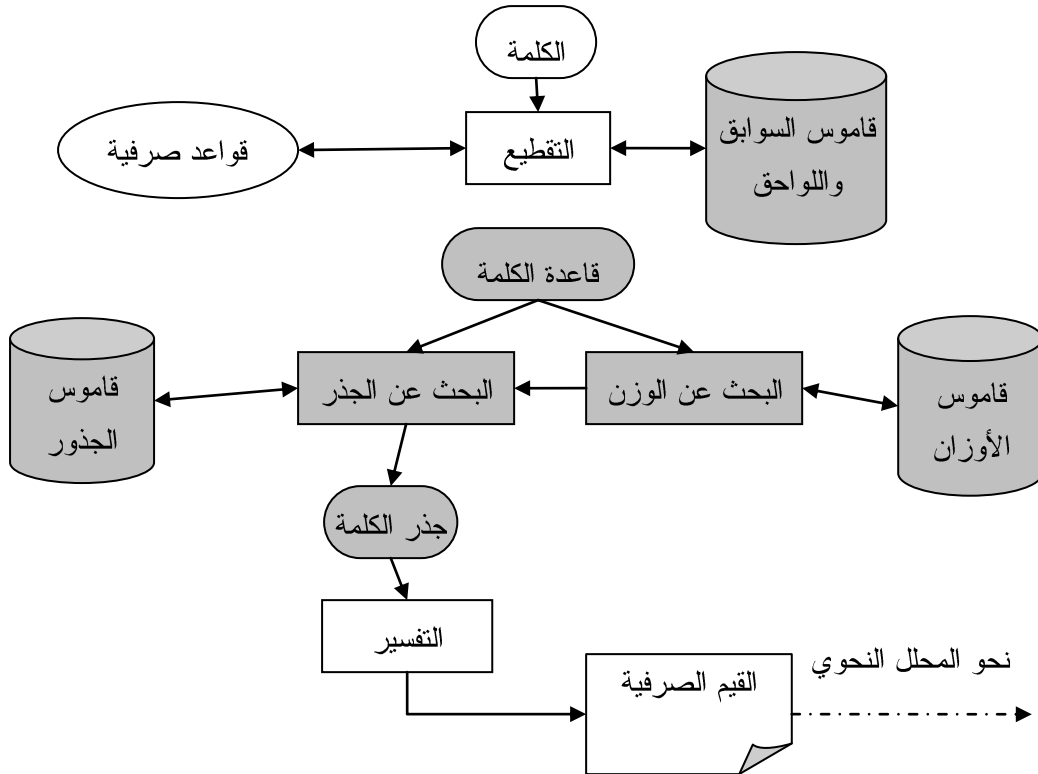 الكلمة
قاموس السوابق
واللواحق
التقطيع
قواعد صرفية
قاعدة الكلمة
قاموس
الأوزان
البحث عن الوزن
البحث عن الجذر
قاموس
الجذور
جذر الكلمة
التفسير
القيم الصرفية
نحو المحلل النحوي